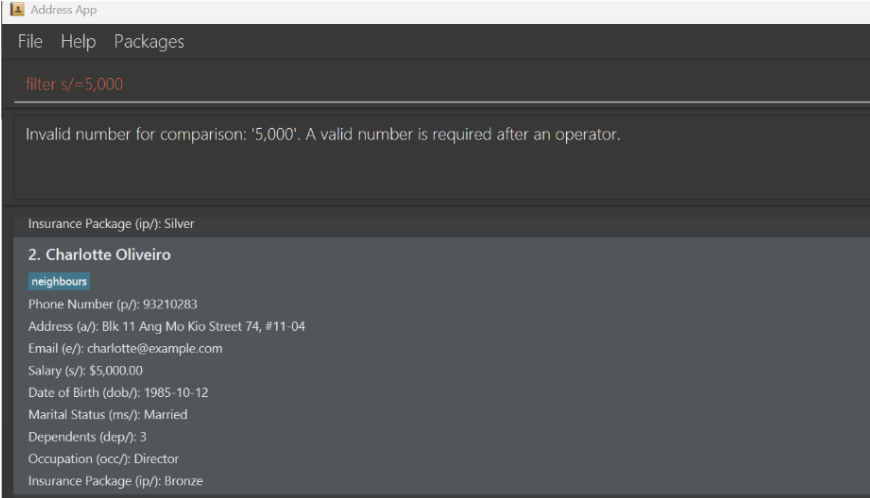 Address App
File Help Packages
filter s/=5,000
Invalid number for comparison: '5,000'. A valid number is required after an operator.
Insurance Package (ip/): Silver
2. Charlotte Oliveiro
neighbours
Phone Number (p/): 93210283
Address (a/): Blk 11 Ang Mo Kio Street 74, #11-04
Email (e/): charlotte@example.com
Salary (s/): $5,000.00
Date of Birth (dob/): 1985-10-12
Marital Status (ms/): Married
Dependents (dep/): 3
Occupation (occ/): Director
Insurance Package (ip/): Bronze